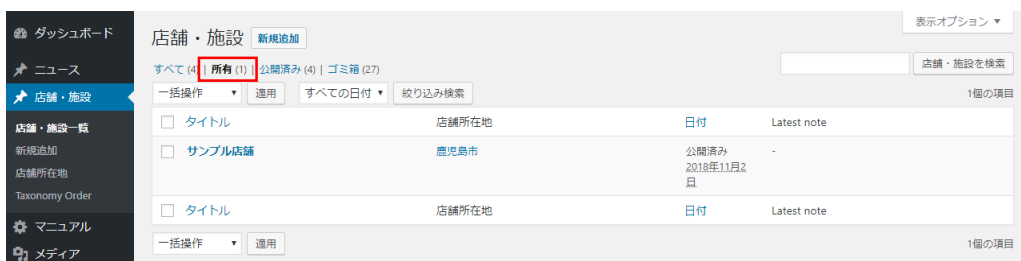 ダッシュボード
ニュース
店舗・施設
店舗・施設一覧
新規追加
店舗所在地
Taxonomy Order
マニュアル
メディア
表示オプション ▼
店舗・施設 新規追加
すべて (4) | 所有 (1) | 公開済み (4) | ゴミ箱 (27)
店舗・施設を検索
一括操作 ▼ 適用 すべての日付 ▼ 絞り込み検索 1個の項目
タイトル 店舗所在地 日付 Latest note
サンプル店舗 鹿児島市 公開済み -
2018年11月2
日
タイトル 店舗所在地 日付 Latest note
一括操作 ▼ 適用 1個の項目